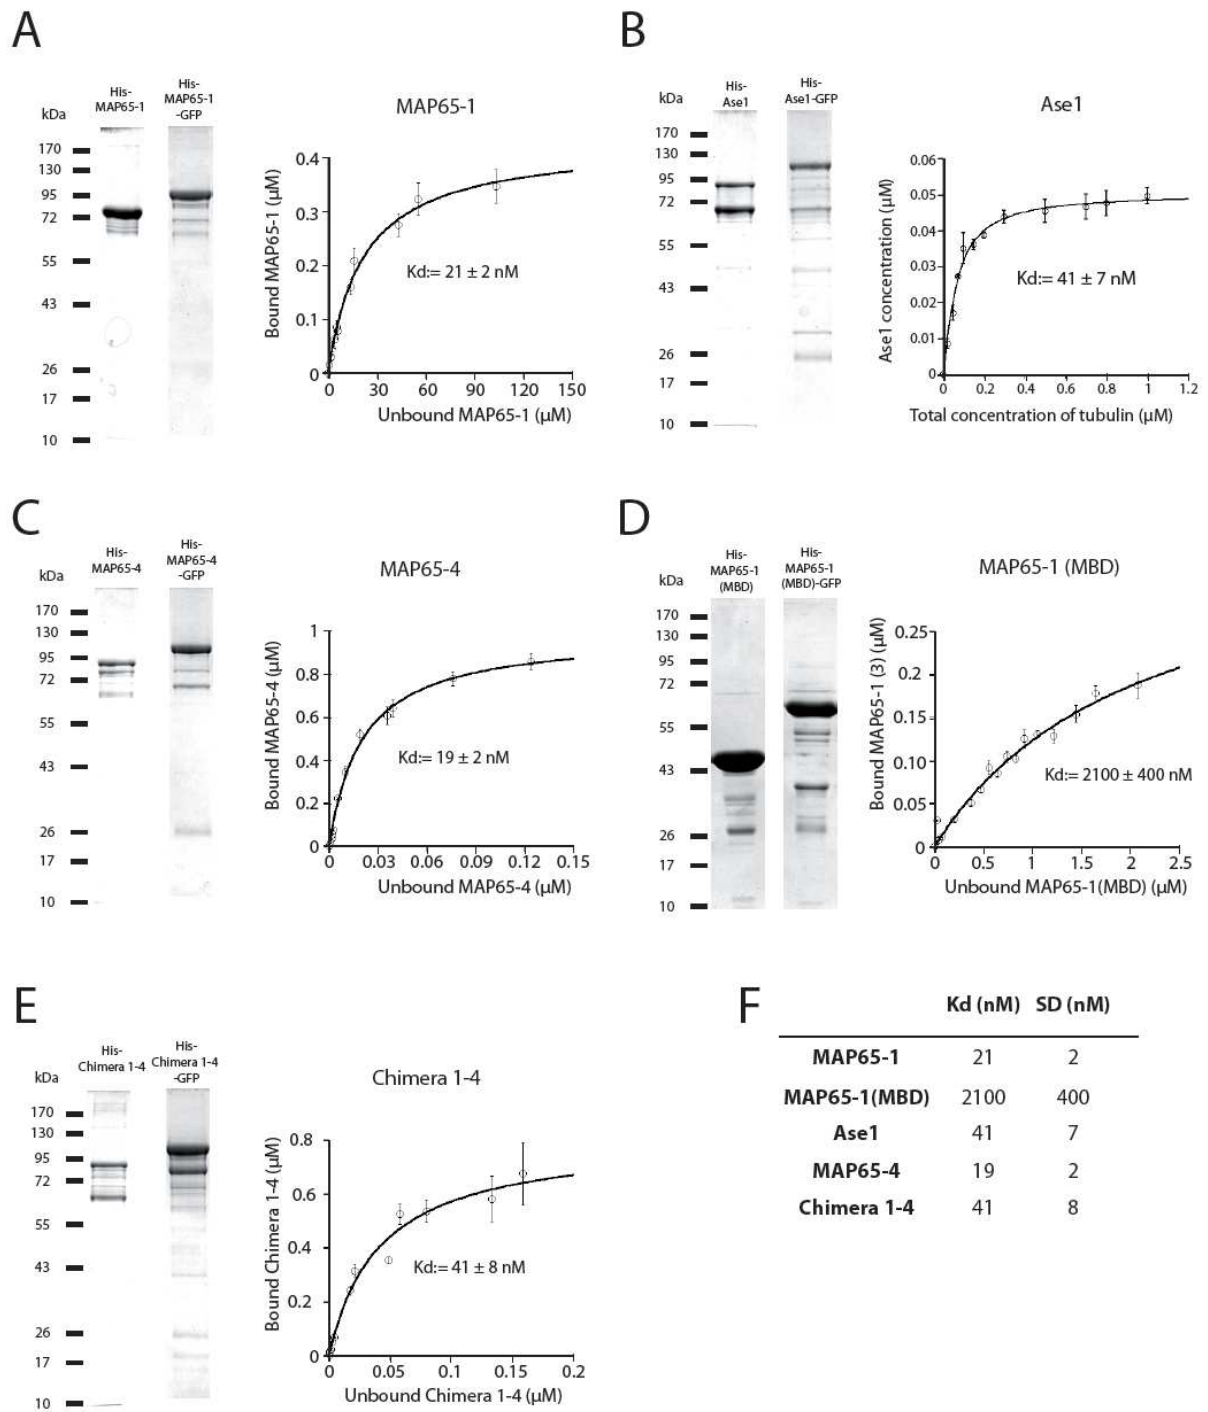 A
His-
MAP65-1
His-
MAP65-1
-GFP
kDa
170
130
95
72
55
43
26
17
10
MAP65-1
Bound MAP65-1 (µM)
0.4
0.3
0.2
0.1
0
Kd:= 21 ± 2 nM
0 30 60 90 120 150
Unbound MAP65-1 (µM)
B
His-
Ase1
His-
Ase1-GFP
kDa
170
130
95
72
55
43
26
17
10
Ase1
Ase1 concentration (µM)
0.06
0.05
0.04
0.03
0.02
0.01
0
Kd:= 41 ± 7 nM
0 0.2 0.4 0.6 0.8 1 1.2
Total concentration of tubulin (µM)
C
His-
MAP65-4
His-
MAP65-4
-GFP
kDa
170
130
95
72
55
43
26
17
10
MAP65-4
Bound MAP65-4 (µM)
1
0.8
0.6
0.4
0.2
0
Kd:= 19 ± 2 nM
0 0.03 0.06 0.09 0.12 0.15
Unbound MAP65-4 (µM)
D
His-
MAP65-1
(MBD)
His-
MAP65-1
(MBD)-GFP
kDa
170
130
95
72
55
43
26
17
10
MAP65-1 (MBD)
Bound MAP65-1 (3) (µM)
0.25
0.2
0.15
0.10
0.05
0
Kd:= 2100 ± 400 nM
0 0.5 1 1.5 2 2.5
Unbound MAP65-1(MBD) (µM)
E
His-
Chimera 1-4
His-
Chimera 1-4
-GFP
kDa
170
130
95
72
55
43
26
17
10
Chimera 1-4
Bound Chimera 1-4 (µM)
0.8
0.6
0.4
0.2
0
Kd:= 41 ± 8 nM
0 0.05 0.1 0.15 0.2
Unbound Chimera 1-4 (µM)
F
Kd (nM) SD (nM)
MAP65-1 21 2
MAP65-1(MBD) 2100 400
Ase1 41 7
MAP65-4 19 2
Chimera 1-4 41 8